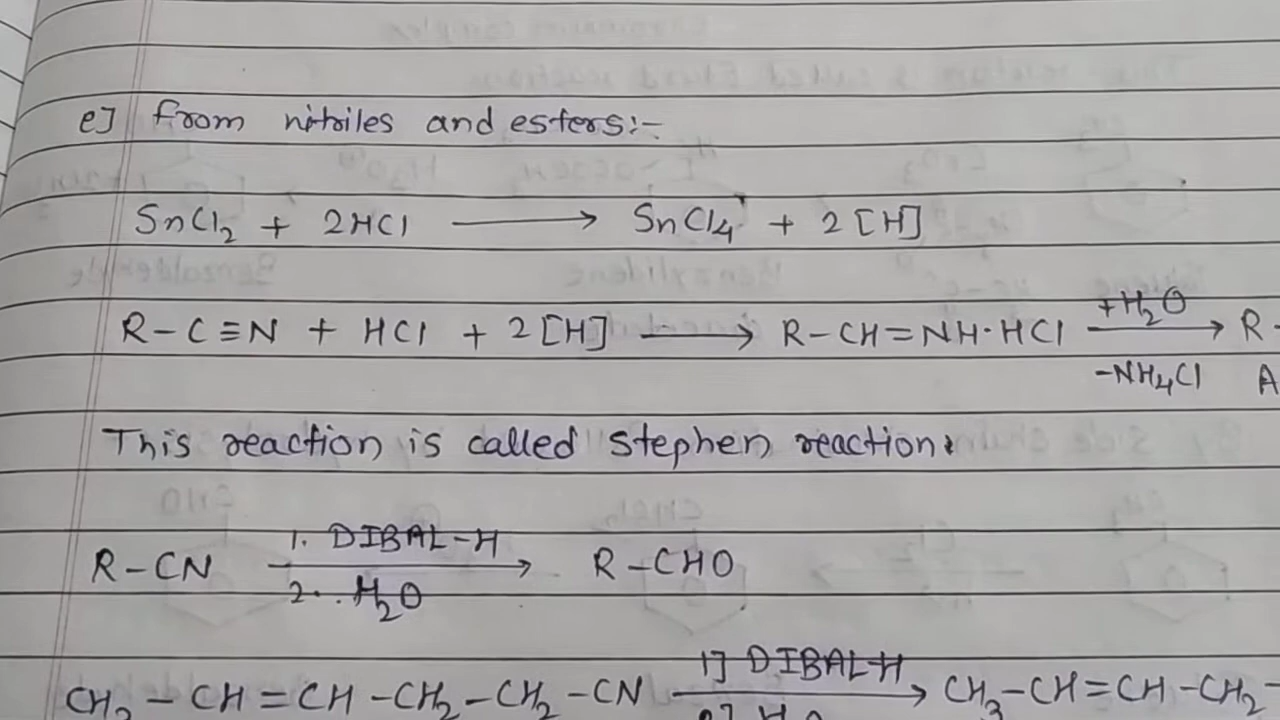 e] from nitriles and esters:-
SnCl₂ + 2HCl ⟶ SnCl₄ + 2 [H]
R-C≡N + HCl + 2[H] ⟶ R-CH=NH·HCl +H₂O ⟶ R-
-NH₄Cl A
This reaction is called Stephen reaction.
1. DIBAL-H
R-CN ⟶ R-CHO
2. H₂O
1] DIBAL-H
CH₃-CH=CH-CH₂-CH₂-CN ⟶ CH₃-CH=CH-CH₂-
2] H₂O